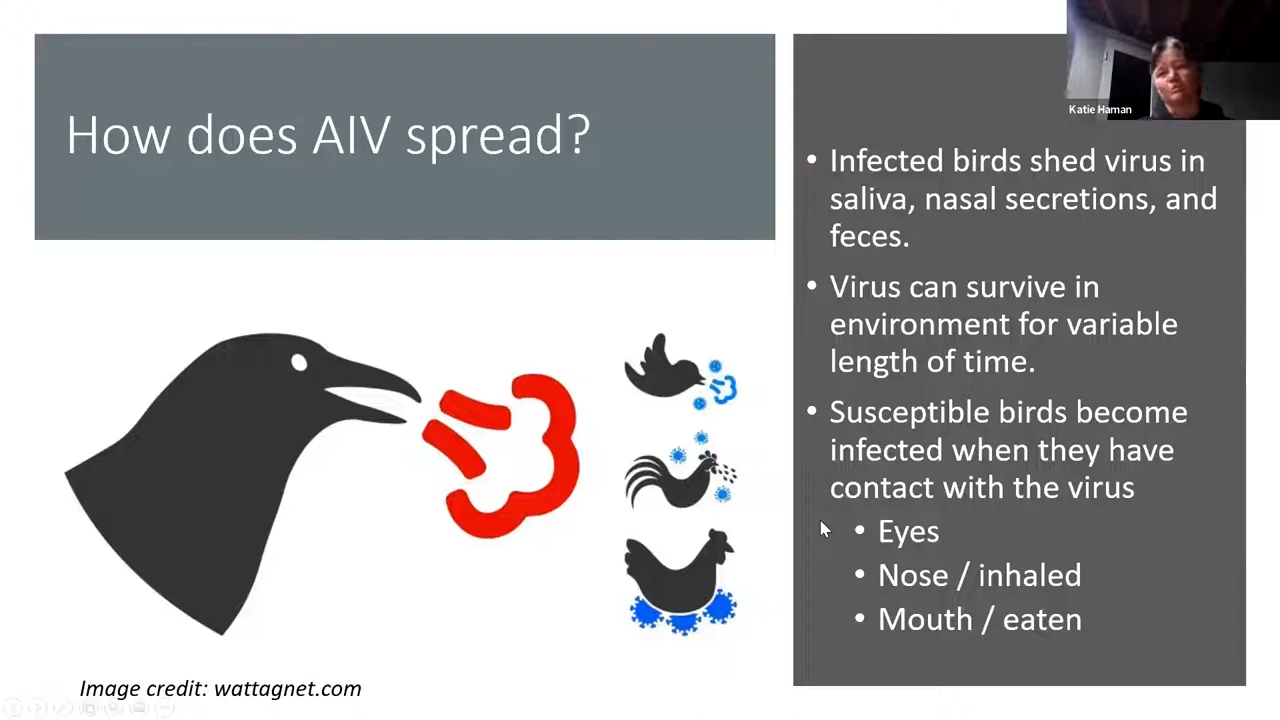 How does AIV spread?
Katie Haman
• Infected birds shed virus in
saliva, nasal secretions, and
feces.
• Virus can survive in
environment for variable
length of time.
• Susceptible birds become
infected when they have
contact with the virus
• Eyes
• Nose / inhaled
• Mouth / eaten
Image credit: wattagnet.com